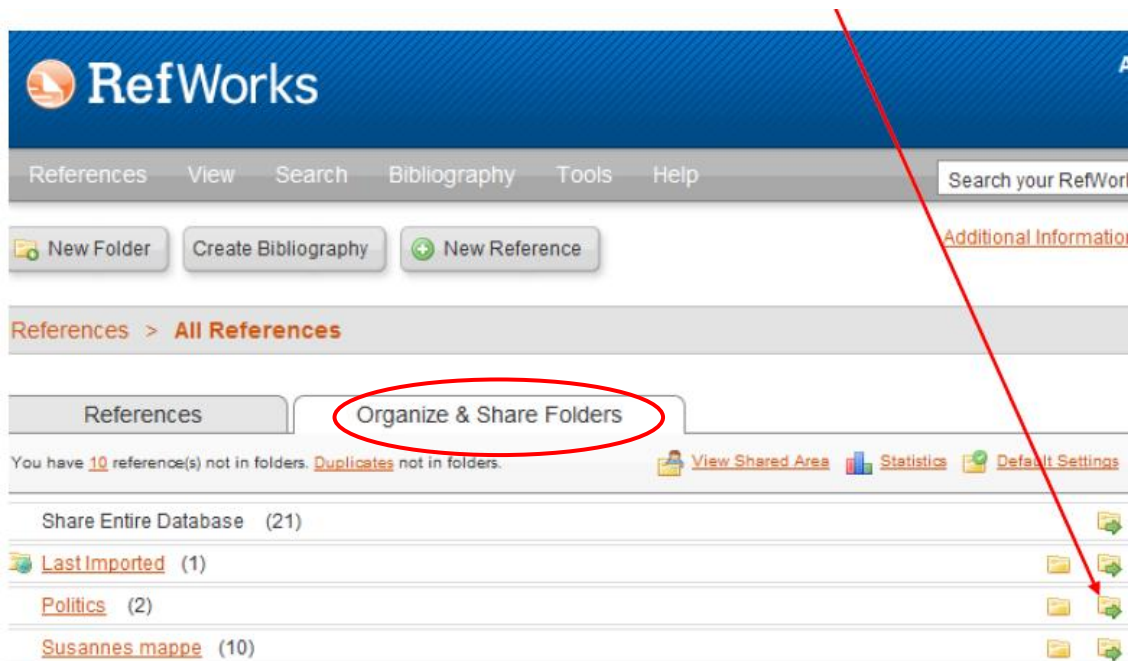 RefWorks
A
References View Search Bibliography Tools Help
Search your RefWork
New Folder Create Bibliography New Reference
Additional Information
References > All References
References Organize & Share Folders
You have 10 reference(s) not in folders. Duplicates not in folders.
View Shared Area Statistics Default Settings
Share Entire Database (21)
Last Imported (1)
Politics (2)
Susannes mappe (10)